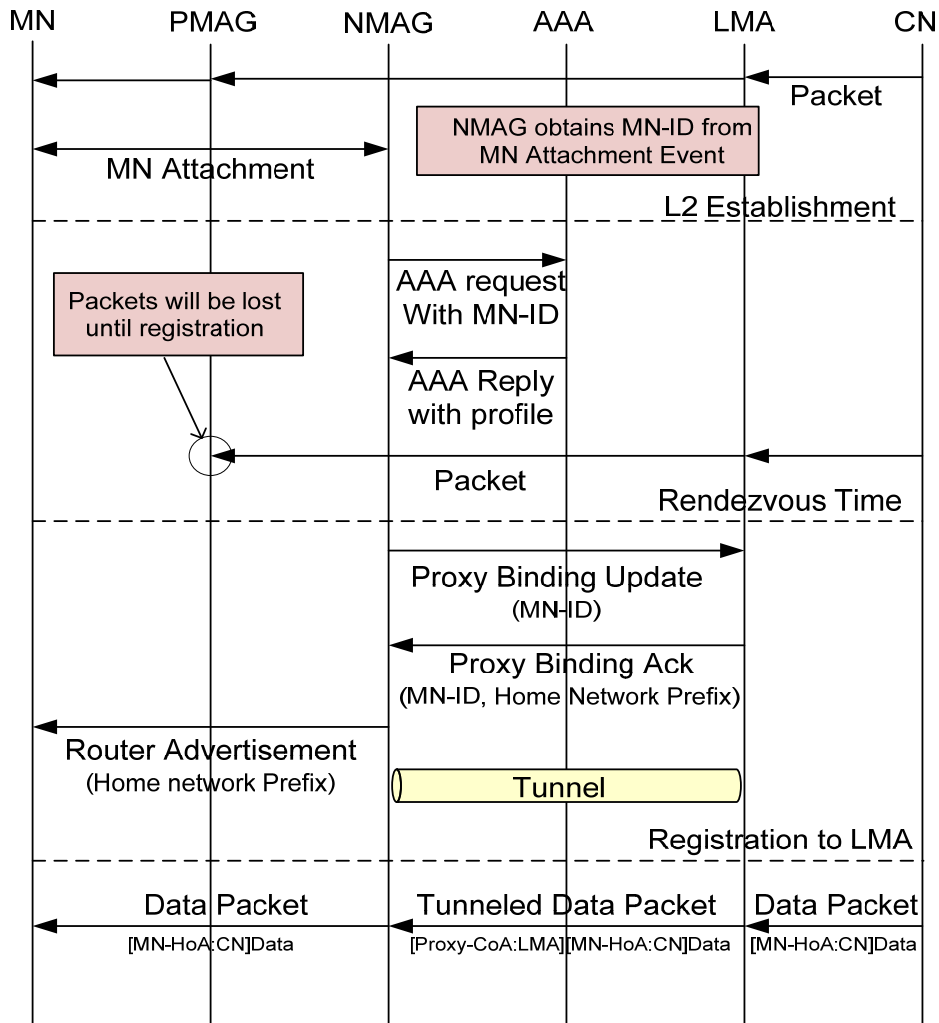 MN PMAG NMAG AAA LMA CN
Packet
NMAG obtains MN-ID from
MN Attachment Event
MN Attachment
L2 Establishment
AAA request
With MN-ID
Packets will be lost
until registration
AAA Reply
with profile
Packet
Rendezvous Time
Proxy Binding Update
(MN-ID)
Proxy Binding Ack
(MN-ID, Home Network Prefix)
Router Advertisement
(Home network Prefix)
Tunnel
Registration to LMA
Data Packet Tunneled Data Packet Data Packet
[MN-HoA:CN]Data [Proxy-CoA:LMA][MN-HoA:CN]Data [MN-HoA:CN]Data